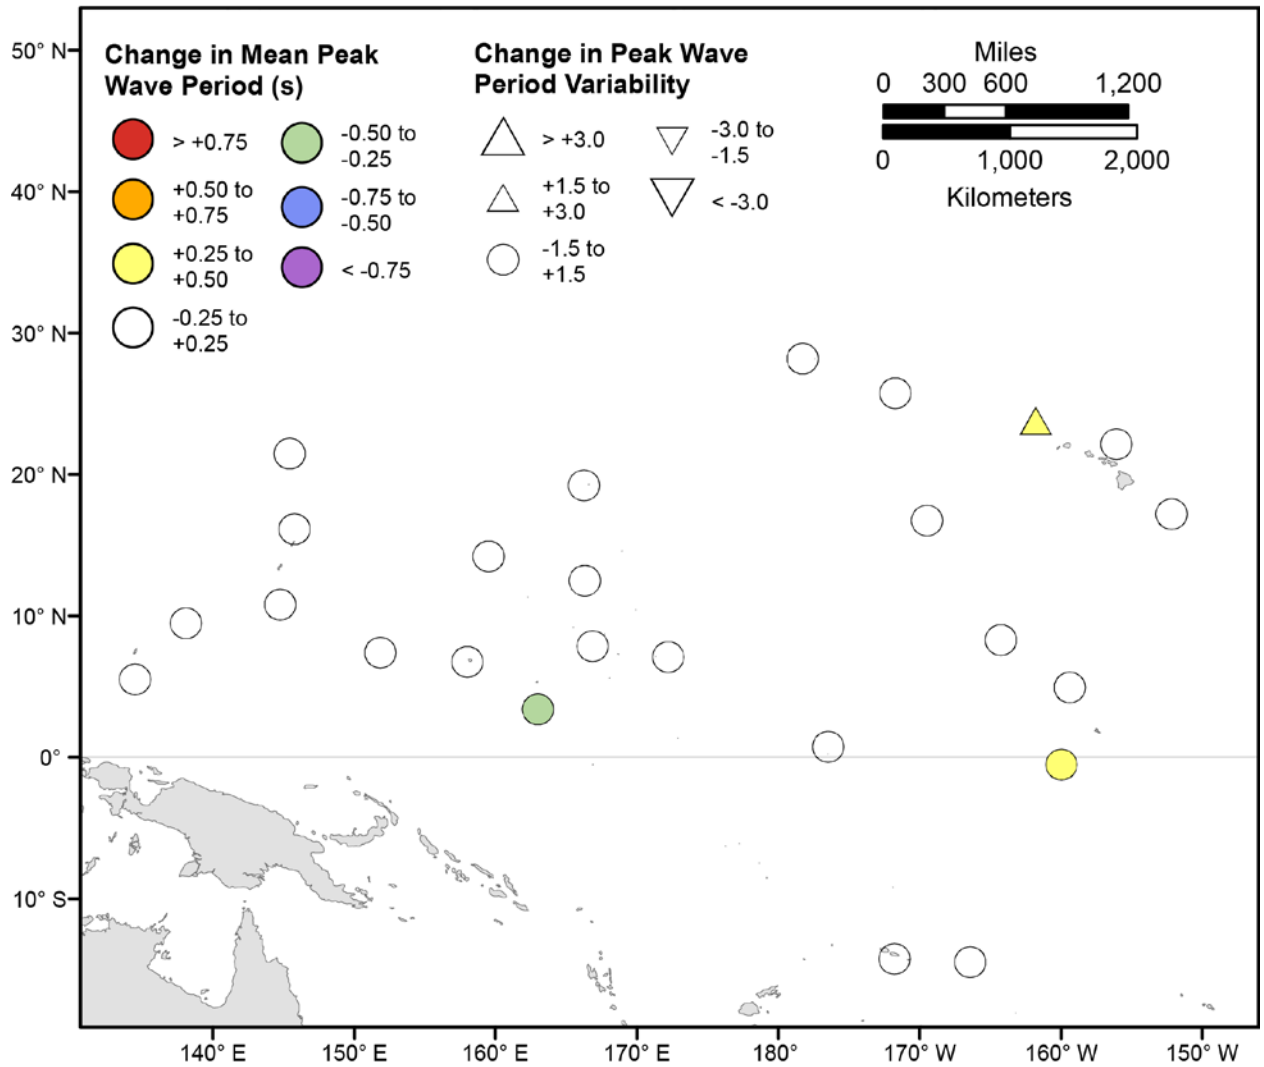 50° N
40° N
30° N
20° N
10° N
0°
10° S
Change in Mean Peak
Wave Period (s)
> +0.75
+0.50 to
+0.75
+0.25 to
+0.50
-0.25 to
+0.25
-0.50 to
-0.25
-0.75 to
-0.50
< -0.75
Change in Peak Wave
Period Variability
> +3.0
+1.5 to
+3.0
-1.5 to
+1.5
-3.0 to
-1.5
< -3.0
Miles
0 300 600 1,200
0 1,000 2,000
Kilometers
140° E 150° E 160° E 170° E 180° 170° W 160° W 150° W